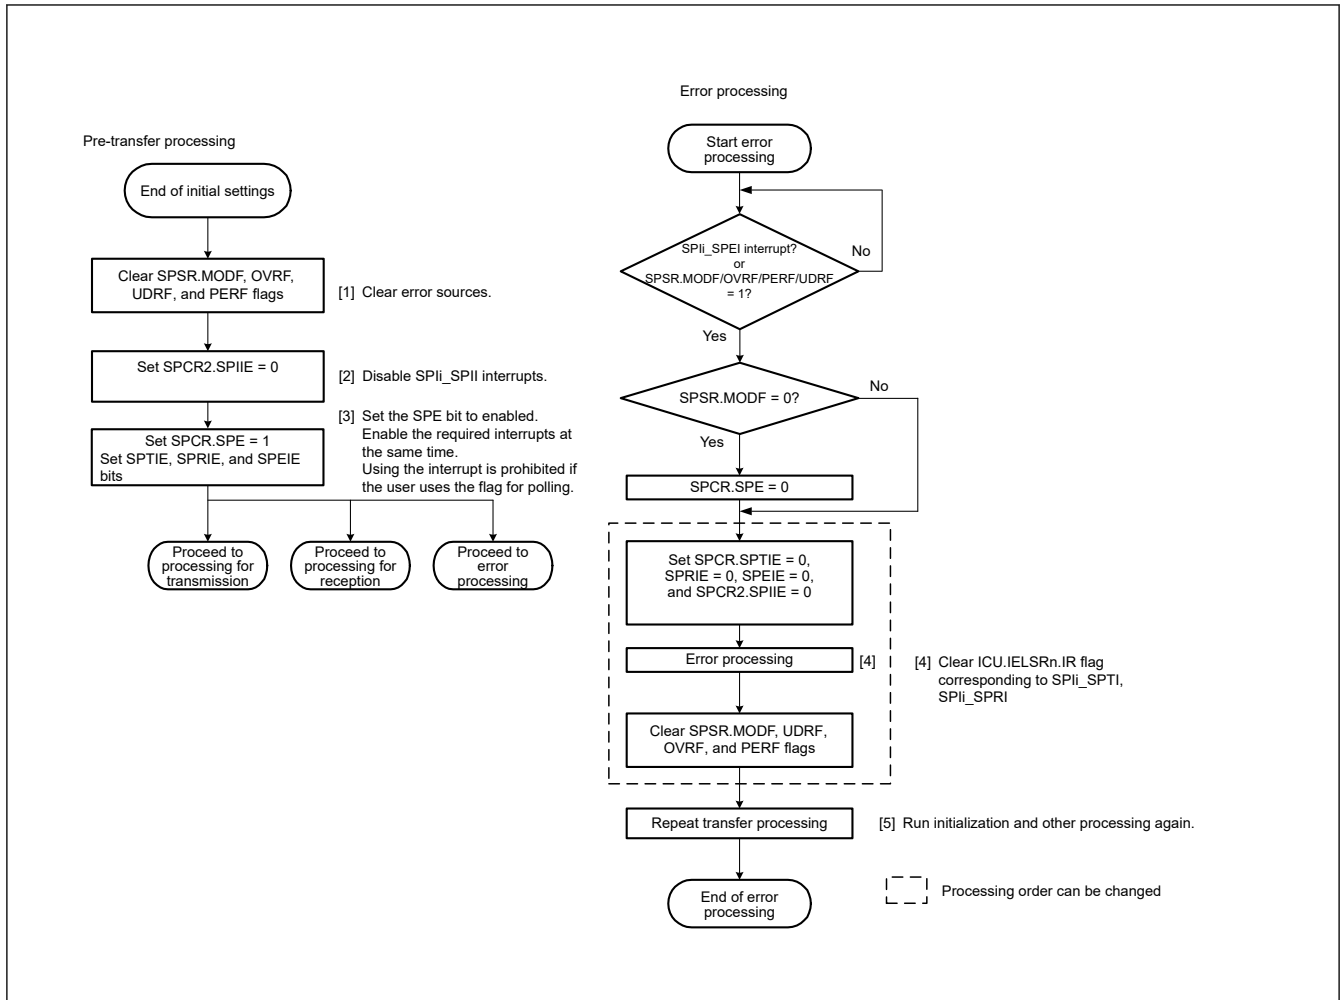 Pre-transfer processing
End of initial settings
Clear SPSR.MODF, OVRF,
UDRF, and PERF flags
[1] Clear error sources.
Set SPCR2.SPIIE = 0
[2] Disable SPIi_SPII interrupts.
Set SPCR.SPE = 1
Set SPTIE, SPRIE, and SPEIE
bits
[3] Set the SPE bit to enabled.
Enable the required interrupts at
the same time.
Using the interrupt is prohibited if
the user uses the flag for polling.
Proceed to
processing for
transmission
Proceed to
processing for
reception
Proceed to
error
processing
Error processing
Start error
processing
SPIi_SPEI interrupt?
or
SPSR.MODF/OVRF/PERF/UDRF
= 1?
No
Yes
SPSR.MODF = 0?
No
Yes
SPCR.SPE = 0
Set SPCR.SPTIE = 0,
SPRIE = 0, SPEIE = 0,
and SPCR2.SPIIE = 0
Error processing
[4]
[4] Clear ICU.IELSRn.IR flag
corresponding to SPIi_SPTI,
SPIi_SPRI
Clear SPSR.MODF, UDRF,
OVRF, and PERF flags
Repeat transfer processing
[5] Run initialization and other processing again.
End of error
processing
Processing order can be changed